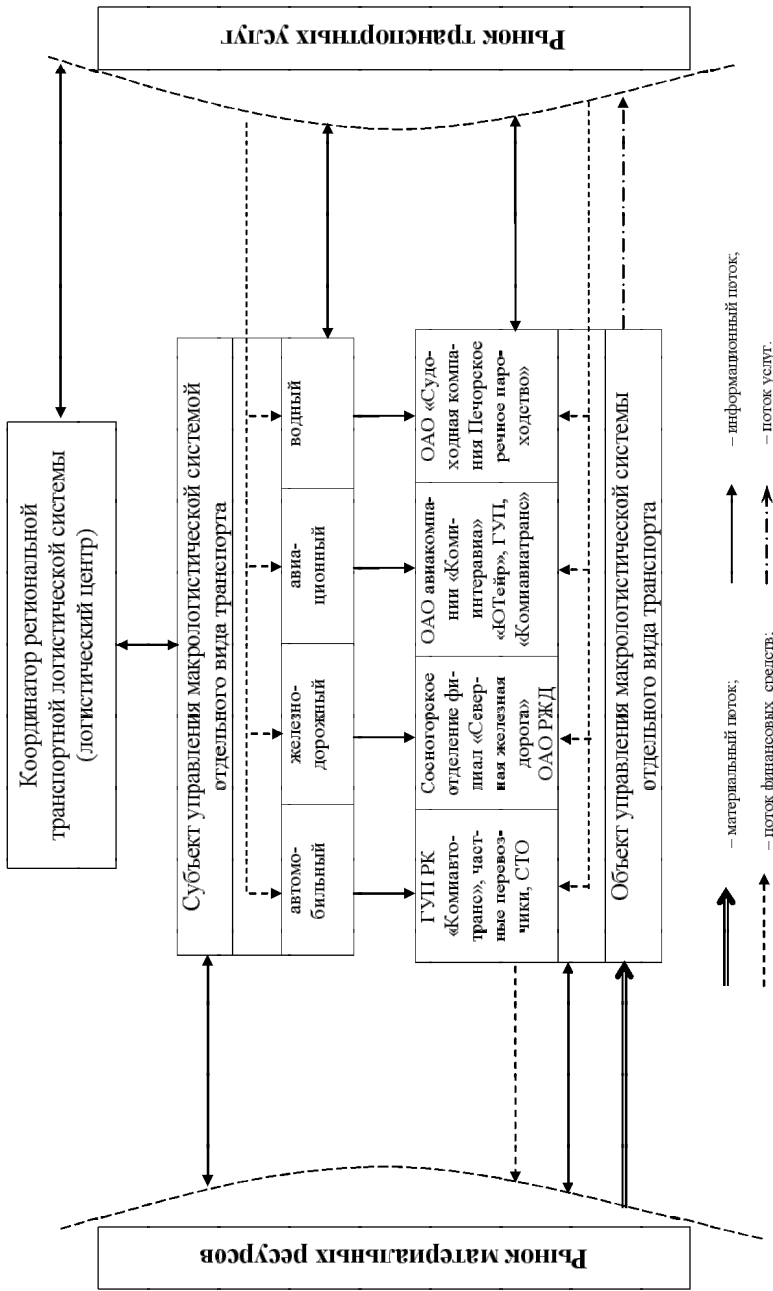 Координатор региональной
транспортной логистической системы
(логистический центр)
Субъект управления макрологистической системой
отдельного вида транспорта
автомо-
бильный
железно-
дорожный
авиа-
ционный
водный
ГУП РК
«Комиавто-
транс», част-
ные перевоз-
чики, СТО
Сосногорское
отделение фи-
лиал «Север-
ная железная
дорога»
ОАО РЖД
ОАО авиакомпа-
нии «Коми-
интеравиа»
«ЮТейр», ГУП,
«Комиавиатранс»
ОАО «Судо-
ходная компа-
ния Печорское
речное паро-
ходство»
Объект управления макрологистической системы
отдельного вида транспорта
Рынок материальных ресурсов
Рынок транспортных услуг
– материальный поток;
– информационный поток;
– поток финансовых средств;
– поток услуг.